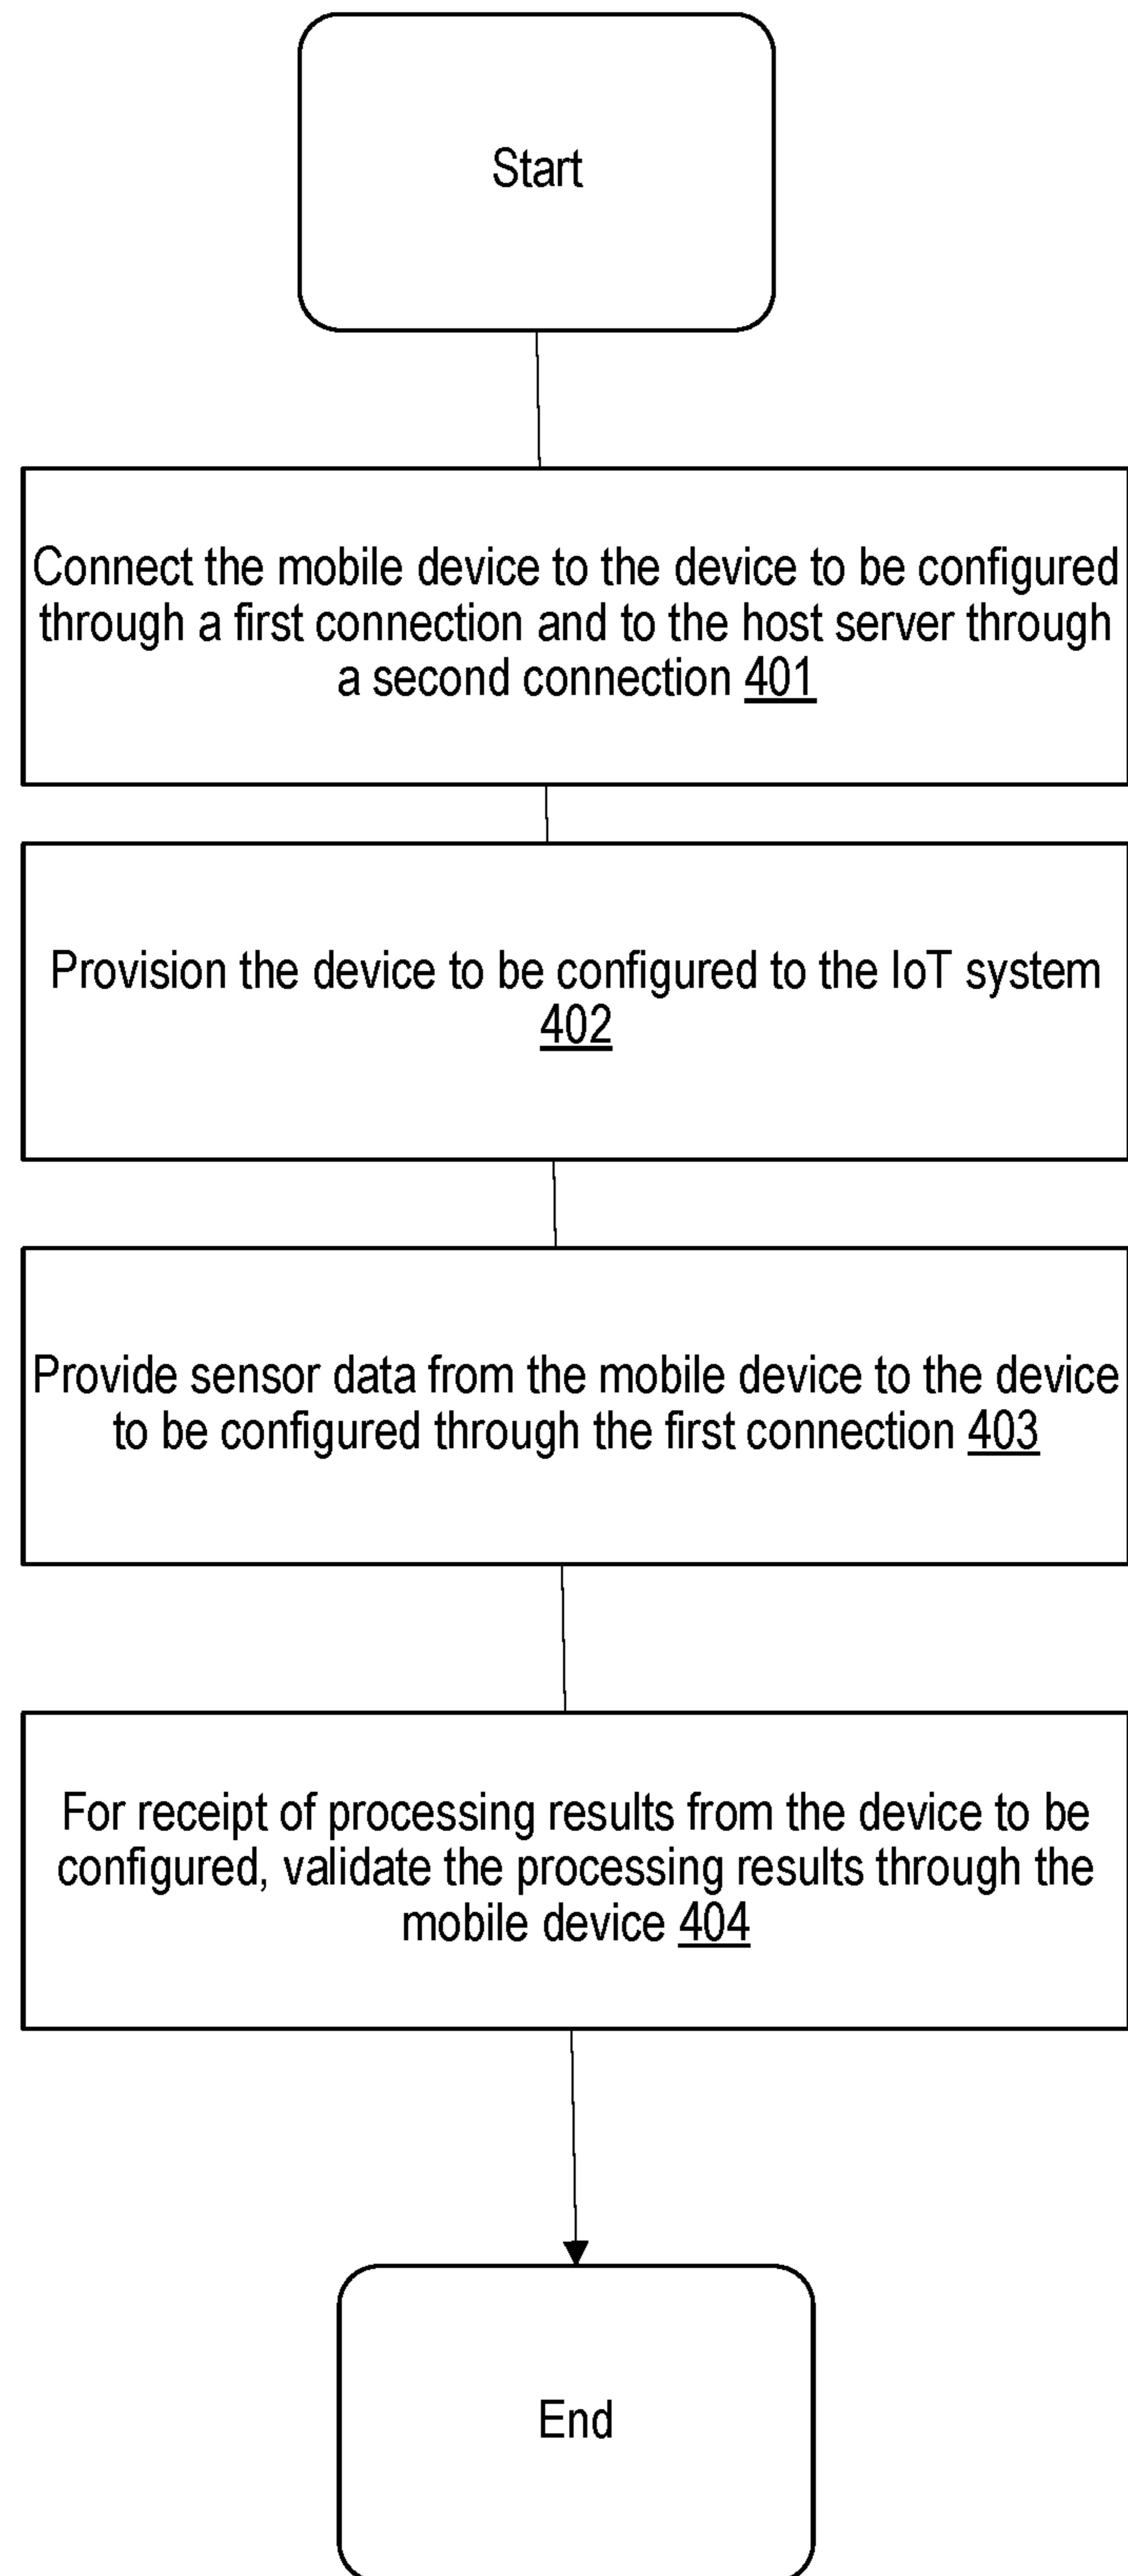 Start
Connect the mobile device to the device to be configured
through a first connection and to the host server through
a second connection 401
Provision the device to be configured to the IoT system
402
Provide sensor data from the mobile device to the device
to be configured through the first connection 403
For receipt of processing results from the device to be
configured, validate the processing results through the
mobile device 404
End